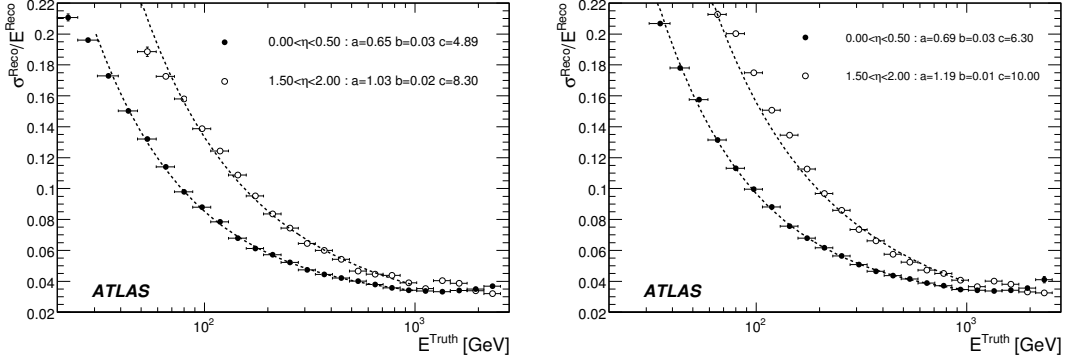 σ^Reco/E^Reco
0.22
0.2
0.18
0.16
0.14
0.12
0.1
0.08
0.06
0.04
0.02
0.00<η<0.50 : a=0.65 b=0.03 c=4.89
1.50<η<2.00 : a=1.03 b=0.02 c=8.30
ATLAS
10²
10³
E^Truth [GeV]
σ^Reco/E^Reco
0.22
0.2
0.18
0.16
0.14
0.12
0.1
0.08
0.06
0.04
0.02
0.00<η<0.50 : a=0.69 b=0.03 c=6.30
1.50<η<2.00 : a=1.19 b=0.01 c=10.00
ATLAS
10²
10³
E^Truth [GeV]